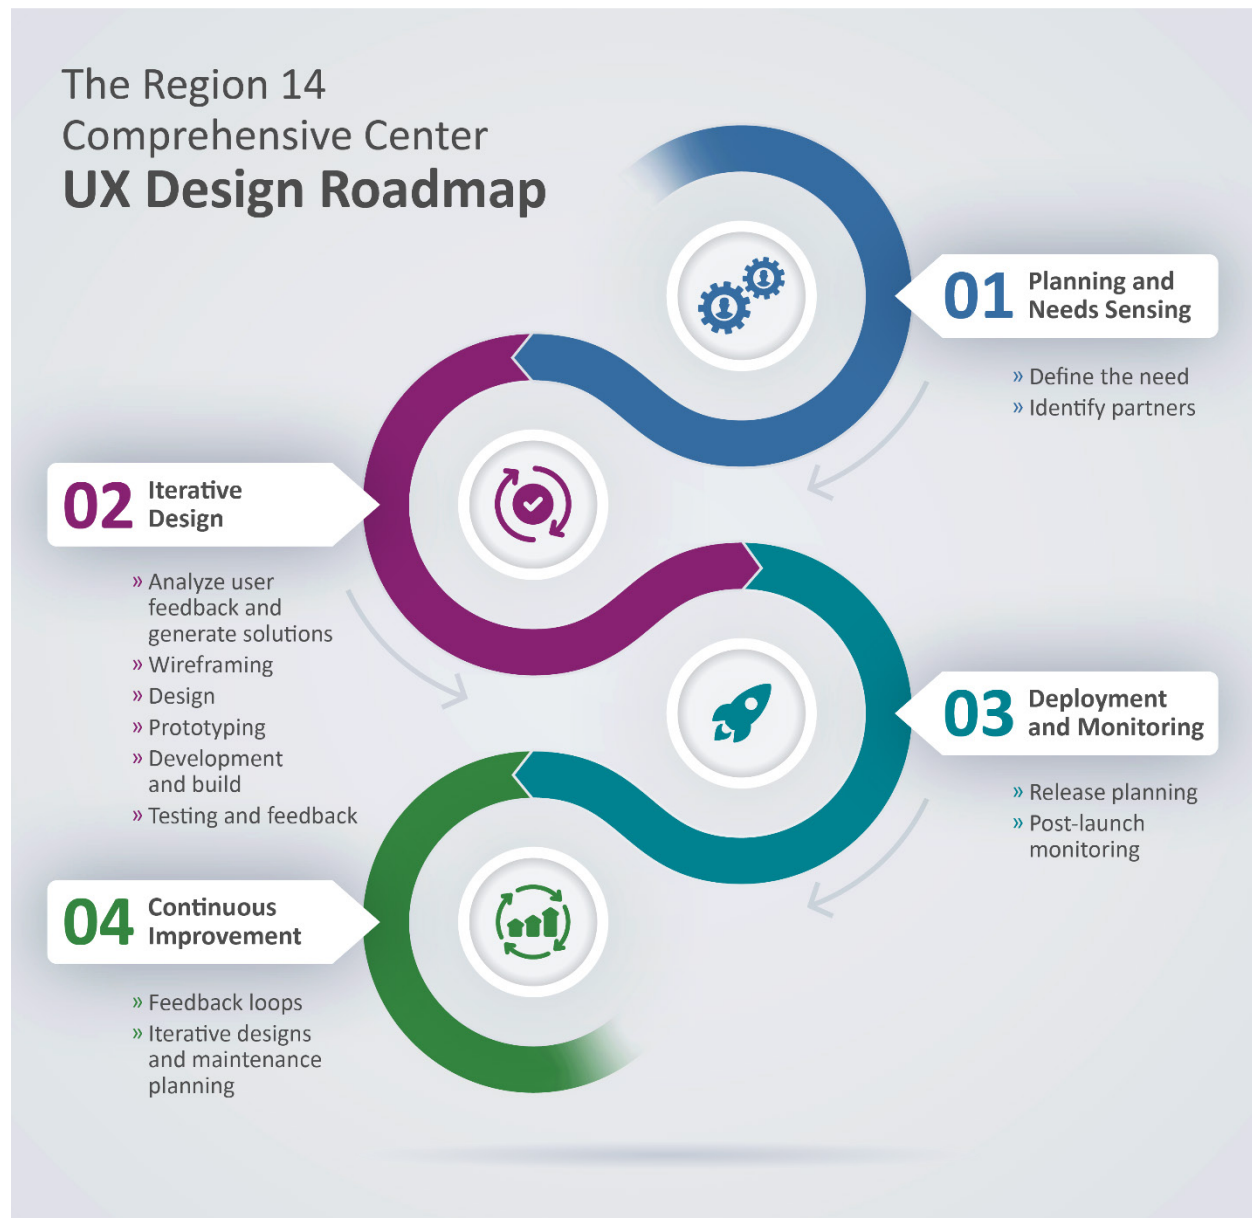 The Region 14
Comprehensive Center
UX Design Roadmap
01
Planning and
Needs Sensing
» Define the need
» Identify partners
02
Iterative
Design
» Analyze user
feedback and
generate solutions
» Wireframing
» Design
» Prototyping
» Development
and build
» Testing and feedback
03
Deployment
and Monitoring
» Release planning
» Post-launch
monitoring
04
Continuous
Improvement
» Feedback loops
» Iterative designs
and maintenance
planning